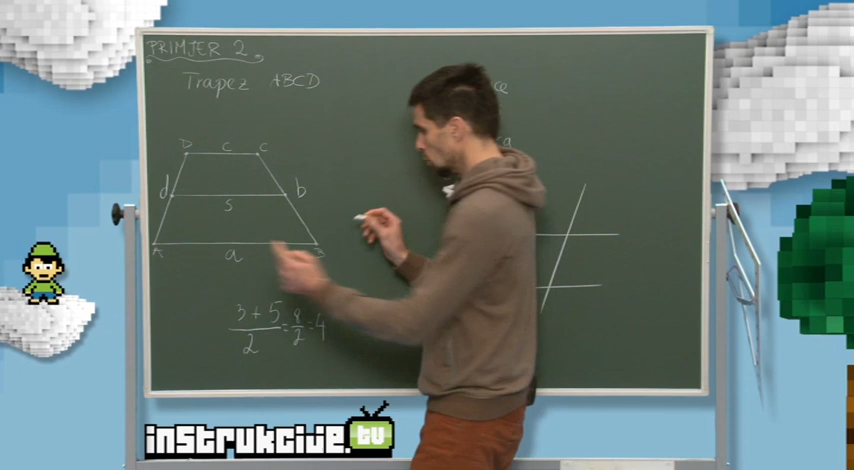 PRIMJER 2
Trapez ABCD
D c C
d b
s
A a B
3 + 5
2
= 8
2
= 4
instrukcije.tv